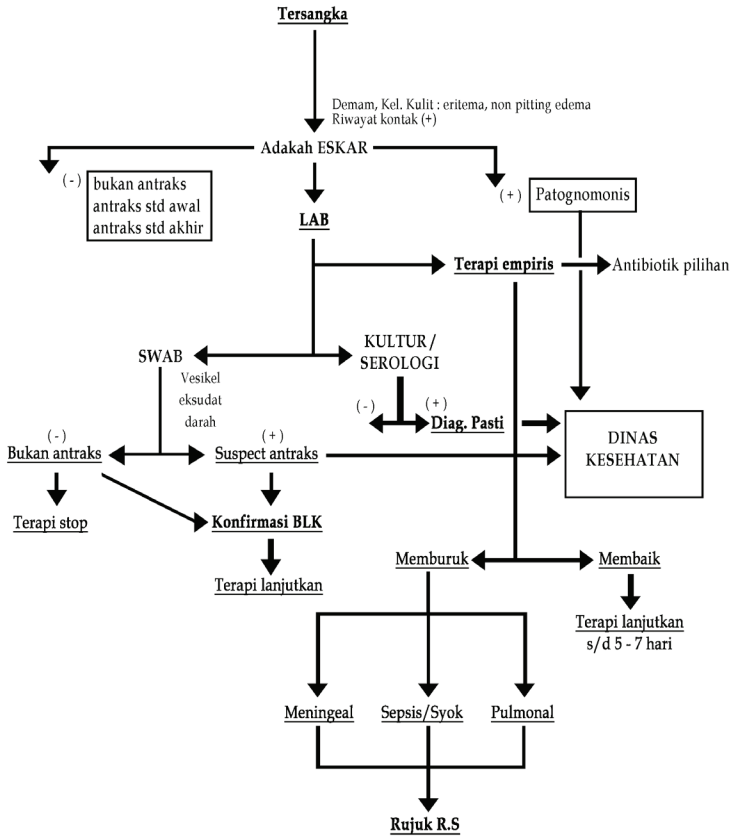 Tersangka
Demam, Kel. Kulit : eritema, non pitting edema
Riwayat kontak (+)
Adakah ESKAR
(-)
bukan antraks
antraks std awal
antraks std akhir
(+)
Patognomonis
LAB
Terapi empiris
Antibiotik pilihan
SWAB
Vesikel
eksudat
darah
KULTUR/
SEROLOGI
(-)
(+)
Diag. Pasti
DINAS
KESEHATAN
(-)
Bukan antraks
(+)
Suspect antraks
Terapi stop
Konfirmasi BLK
Terapi lanjutkan
Memburuk
Membaik
Terapi lanjutkan
s/d 5 - 7 hari
Meningeal
Sepsis/Syok
Pulmonal
Rujuk R.S